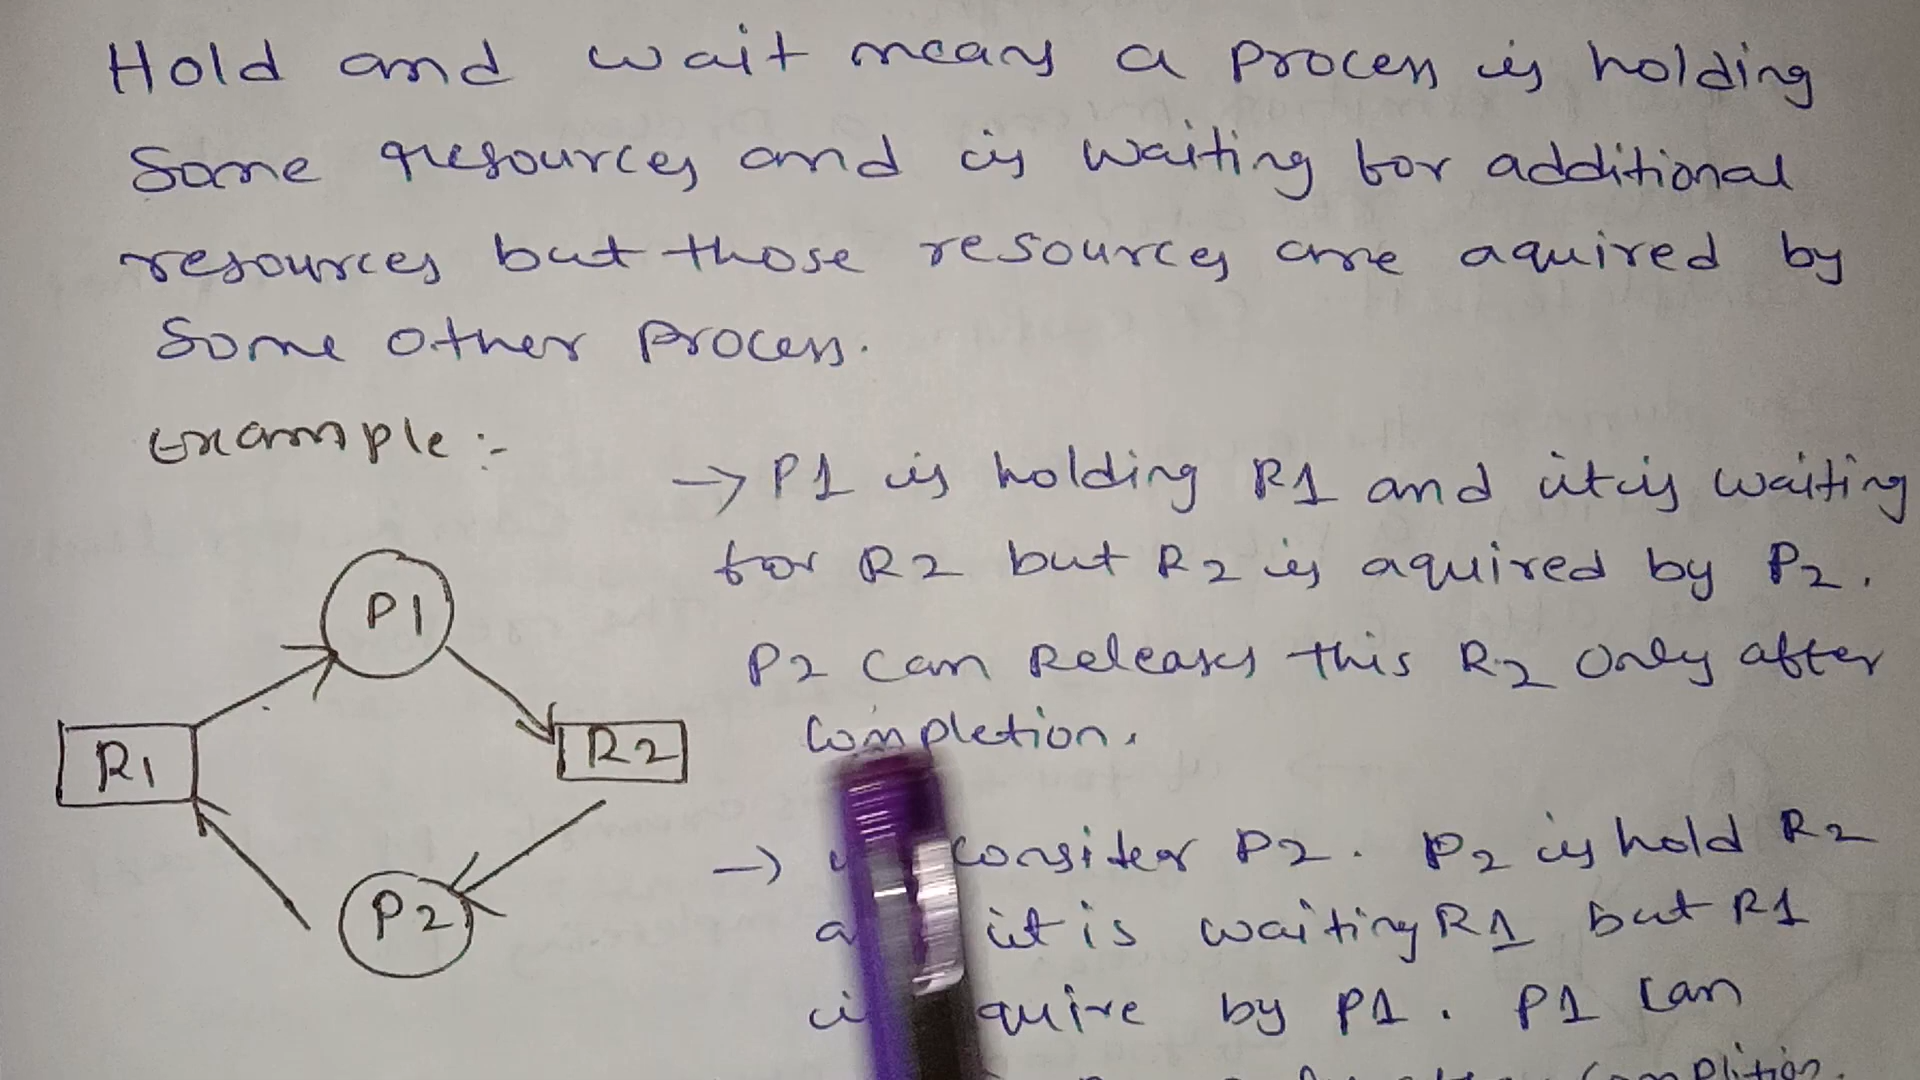 Hold and wait means a process is holding
Some resources and is waiting for additional
resources but those resources are aquired by
Some other process.
Example :-
→ P1 is holding R1 and it is waiting
for R2 but R2 is aquired by P2.
P2 can Releases this R2 only after
Completion.
P1
R1
R2
P2
→ consider P2. P2 is hold R2
it is waiting R1 but R1
quire by P1. P1 can
Complition.